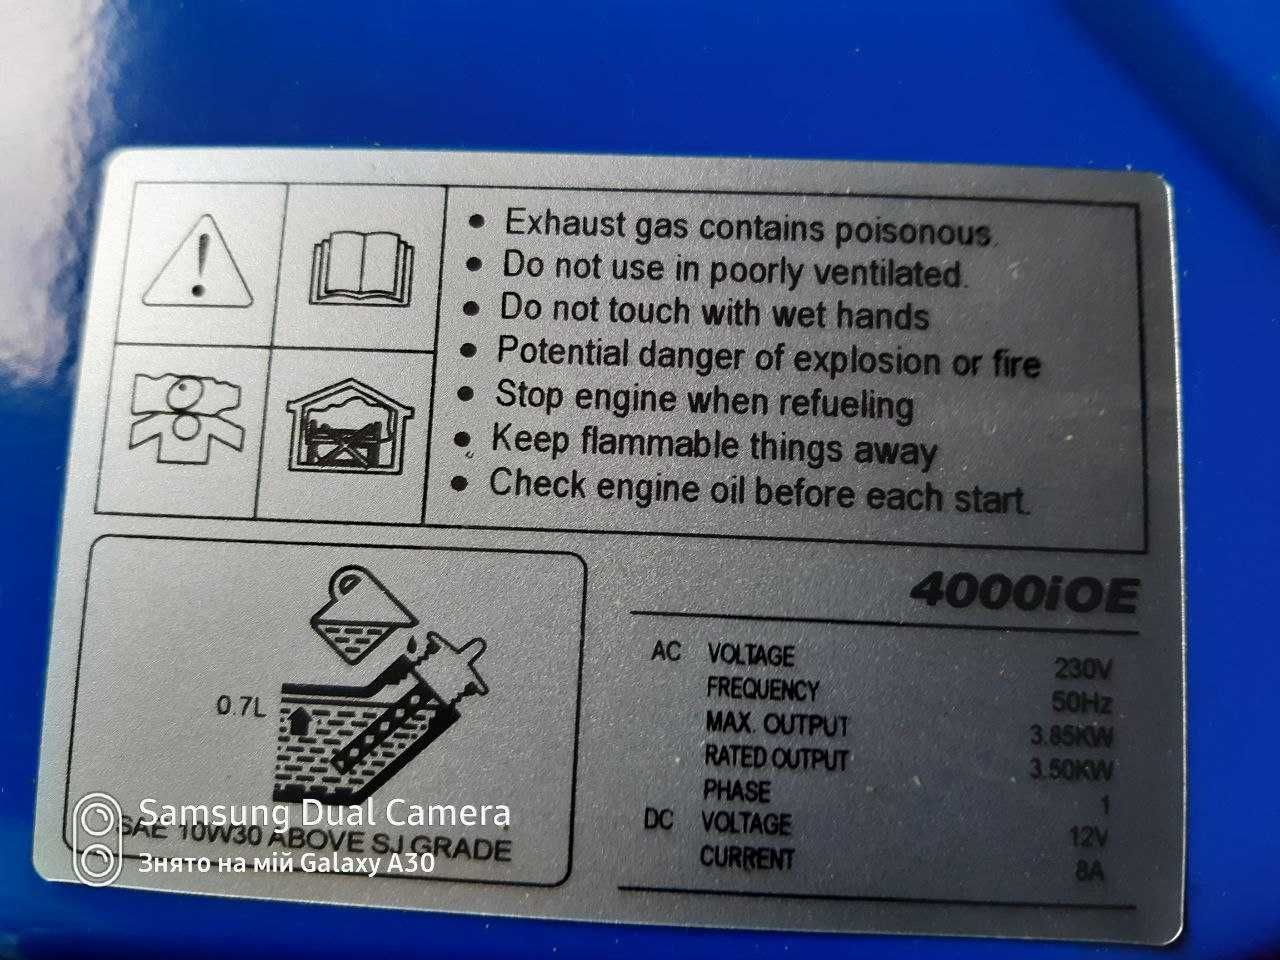 Exhaust gas contains poisonous.
Do not use in poorly ventilated.
Do not touch with wet hands
Potential danger of explosion or fire
Stop engine when refueling
Keep flammable things away
Check engine oil before each start.
0.7L
SAE 10W30 ABOVE SJ GRADE
4000iOE
AC VOLTAGE 230V
FREQUENCY 50Hz
MAX. OUTPUT 3.85KW
RATED OUTPUT 3.50KW
PHASE 1
DC VOLTAGE 12V
CURRENT 8A
Samsung Dual Camera
Знято на мій Galaxy A30